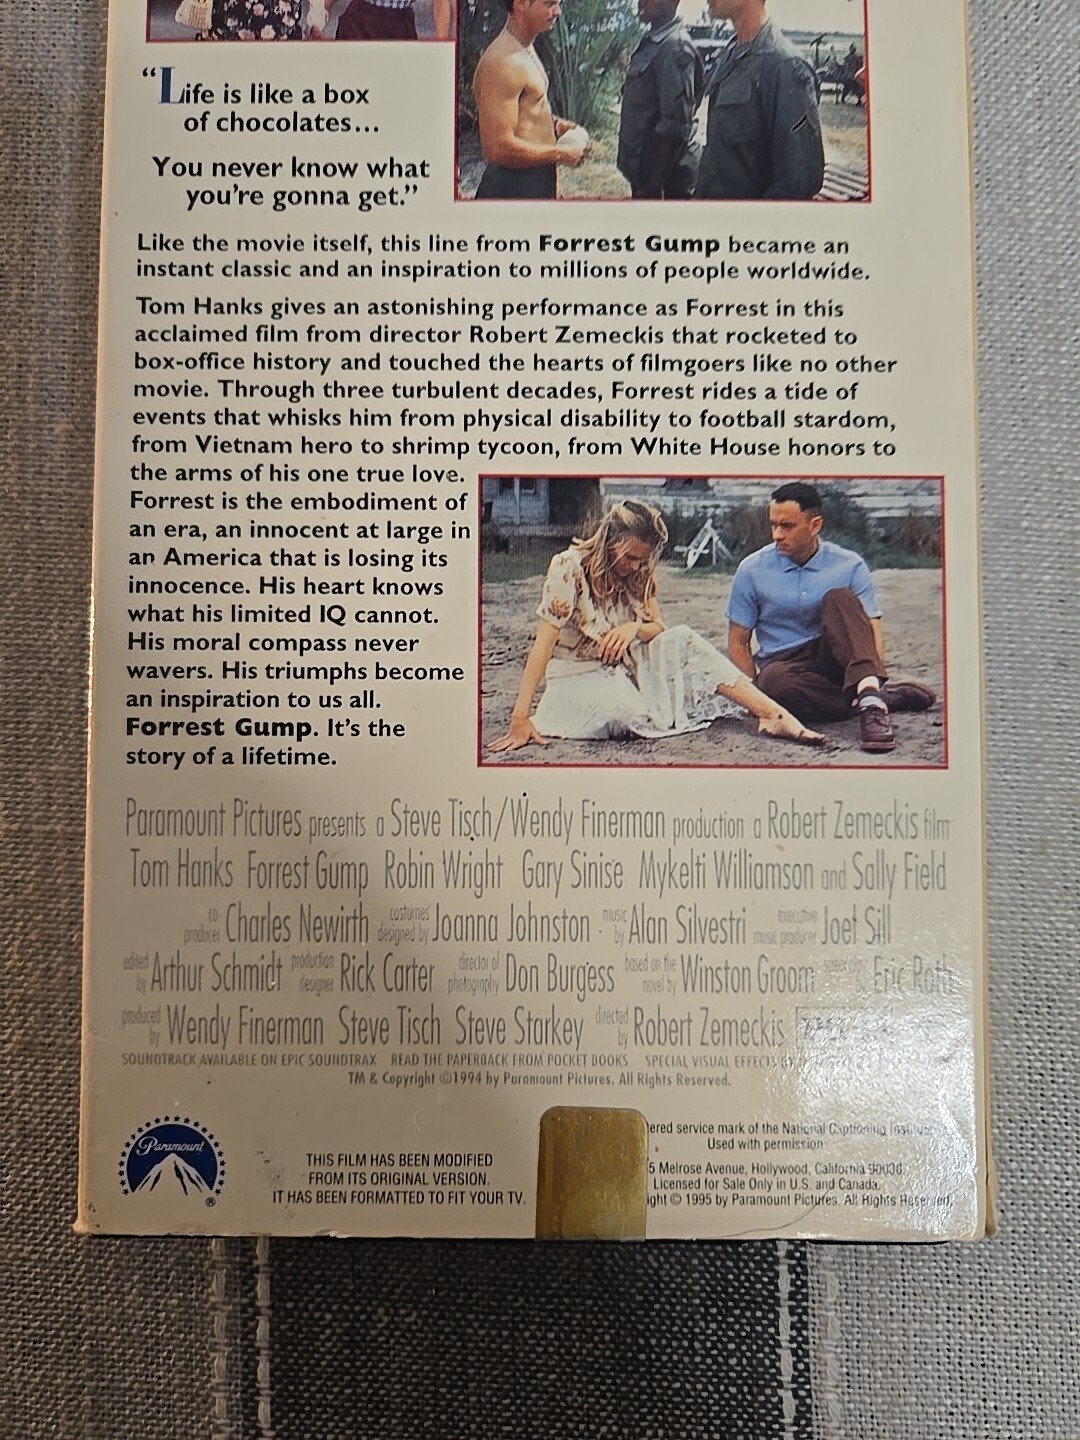 "Life is like a box
of chocolates...
You never know what
you're gonna get."
Like the movie itself, this line from Forrest Gump became an
instant classic and an inspiration to millions of people worldwide.
Tom Hanks gives an astonishing performance as Forrest in this
acclaimed film from director Robert Zemeckis that rocketed to
box-office history and touched the hearts of filmgoers like no other
movie. Through three turbulent decades, Forrest rides a tide of
events that whisks him from physical disability to football stardom,
from Vietnam hero to shrimp tycoon, from White House honors to
the arms of his one true love.
Forrest is the embodiment of
an era, an innocent at large in
an America that is losing its
innocence. His heart knows
what his limited IQ cannot.
His moral compass never
wavers. His triumphs become
an inspiration to us all.
Forrest Gump. It's the
story of a lifetime.
Paramount Pictures presents a Steve Tisch/Wendy Finerman production a Robert Zemeckis film
Tom Hanks Forrest Gump Robin Wright Gary Sinise Mykelti Williamson and Sally Field
co-producer Charles Newirth costumes designed by Joanna Johnston music by Alan Silvestri executive music producer Joel Sill
edited by Arthur Schmidt production designer Rick Carter director of photography Don Burgess based on the novel by Winston Groom Eric Roth
produced by Wendy Finerman Steve Tisch Steve Starkey directed by Robert Zemeckis
SOUNDTRACK AVAILABLE ON EPIC SOUNDTRAX READ THE PAPERBACK FROM POCKET BOOKS SPECIAL VISUAL EFFECTS BY
TM & Copyright ©1994 by Paramount Pictures. All Rights Reserved.
Paramount
®
THIS FILM HAS BEEN MODIFIED
FROM ITS ORIGINAL VERSION.
IT HAS BEEN FORMATTED TO FIT YOUR TV.
ered service mark of the National Captioning Institute
Used with permission
5 Melrose Avenue, Hollywood, California 90038
Licensed for Sale Only in U.S. and Canada.
ight © 1995 by Paramount Pictures. All Rights Reserved.